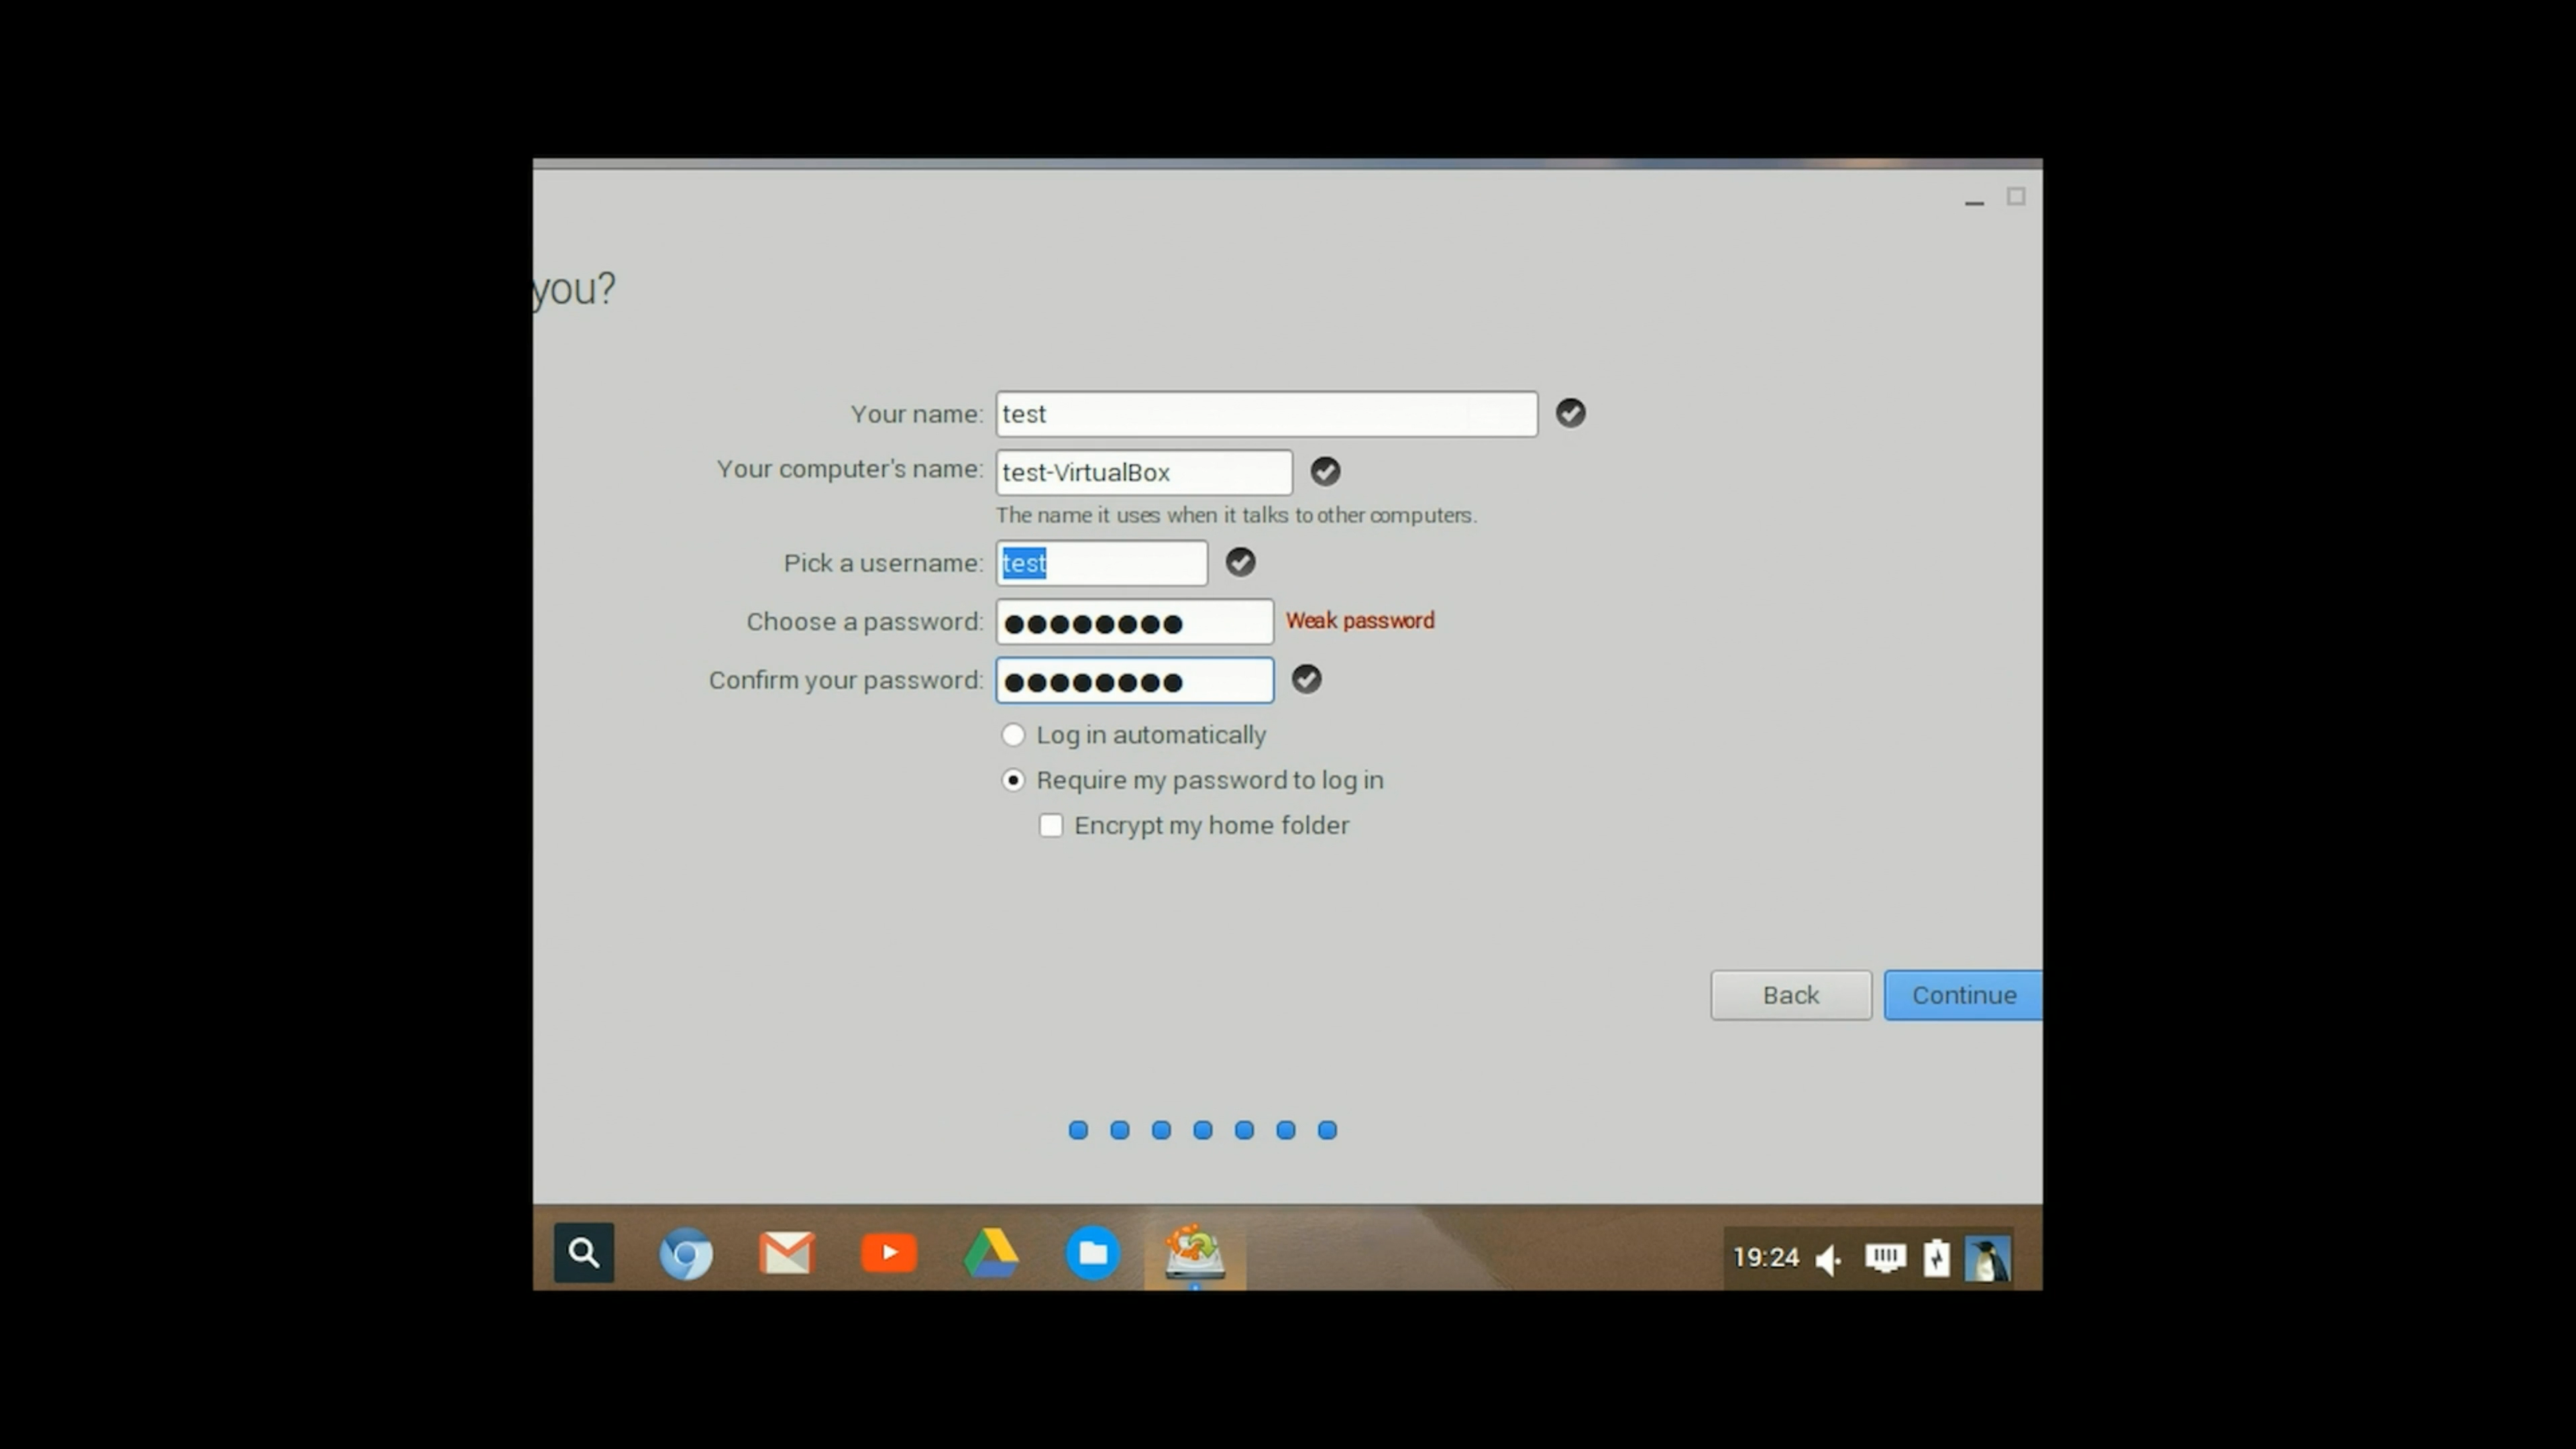 you?
Your name: test
Your computer's name: test-VirtualBox
The name it uses when it talks to other computers.
Pick a username: test
Choose a password: ●●●●●●●● Weak password
Confirm your password: ●●●●●●●●
Log in automatically
Require my password to log in
Encrypt my home folder
Back Continue
19:24